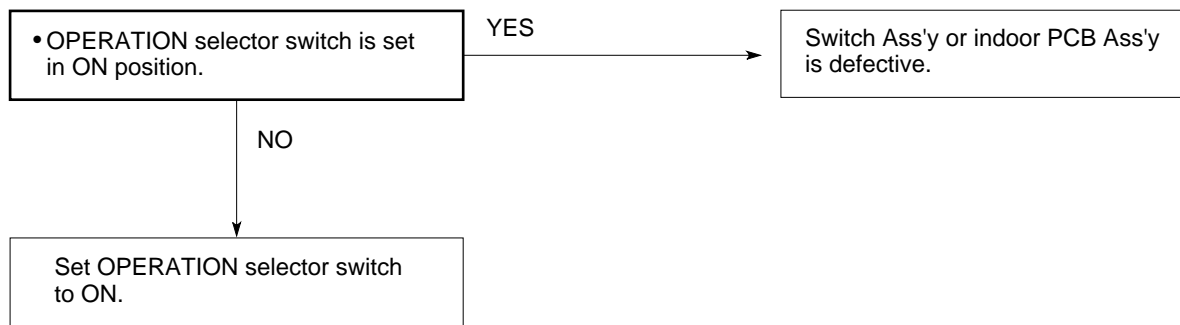 • OPERATION selector switch is set
in ON position.
YES
Switch Ass'y or indoor PCB Ass'y
is defective.
NO
Set OPERATION selector switch
to ON.